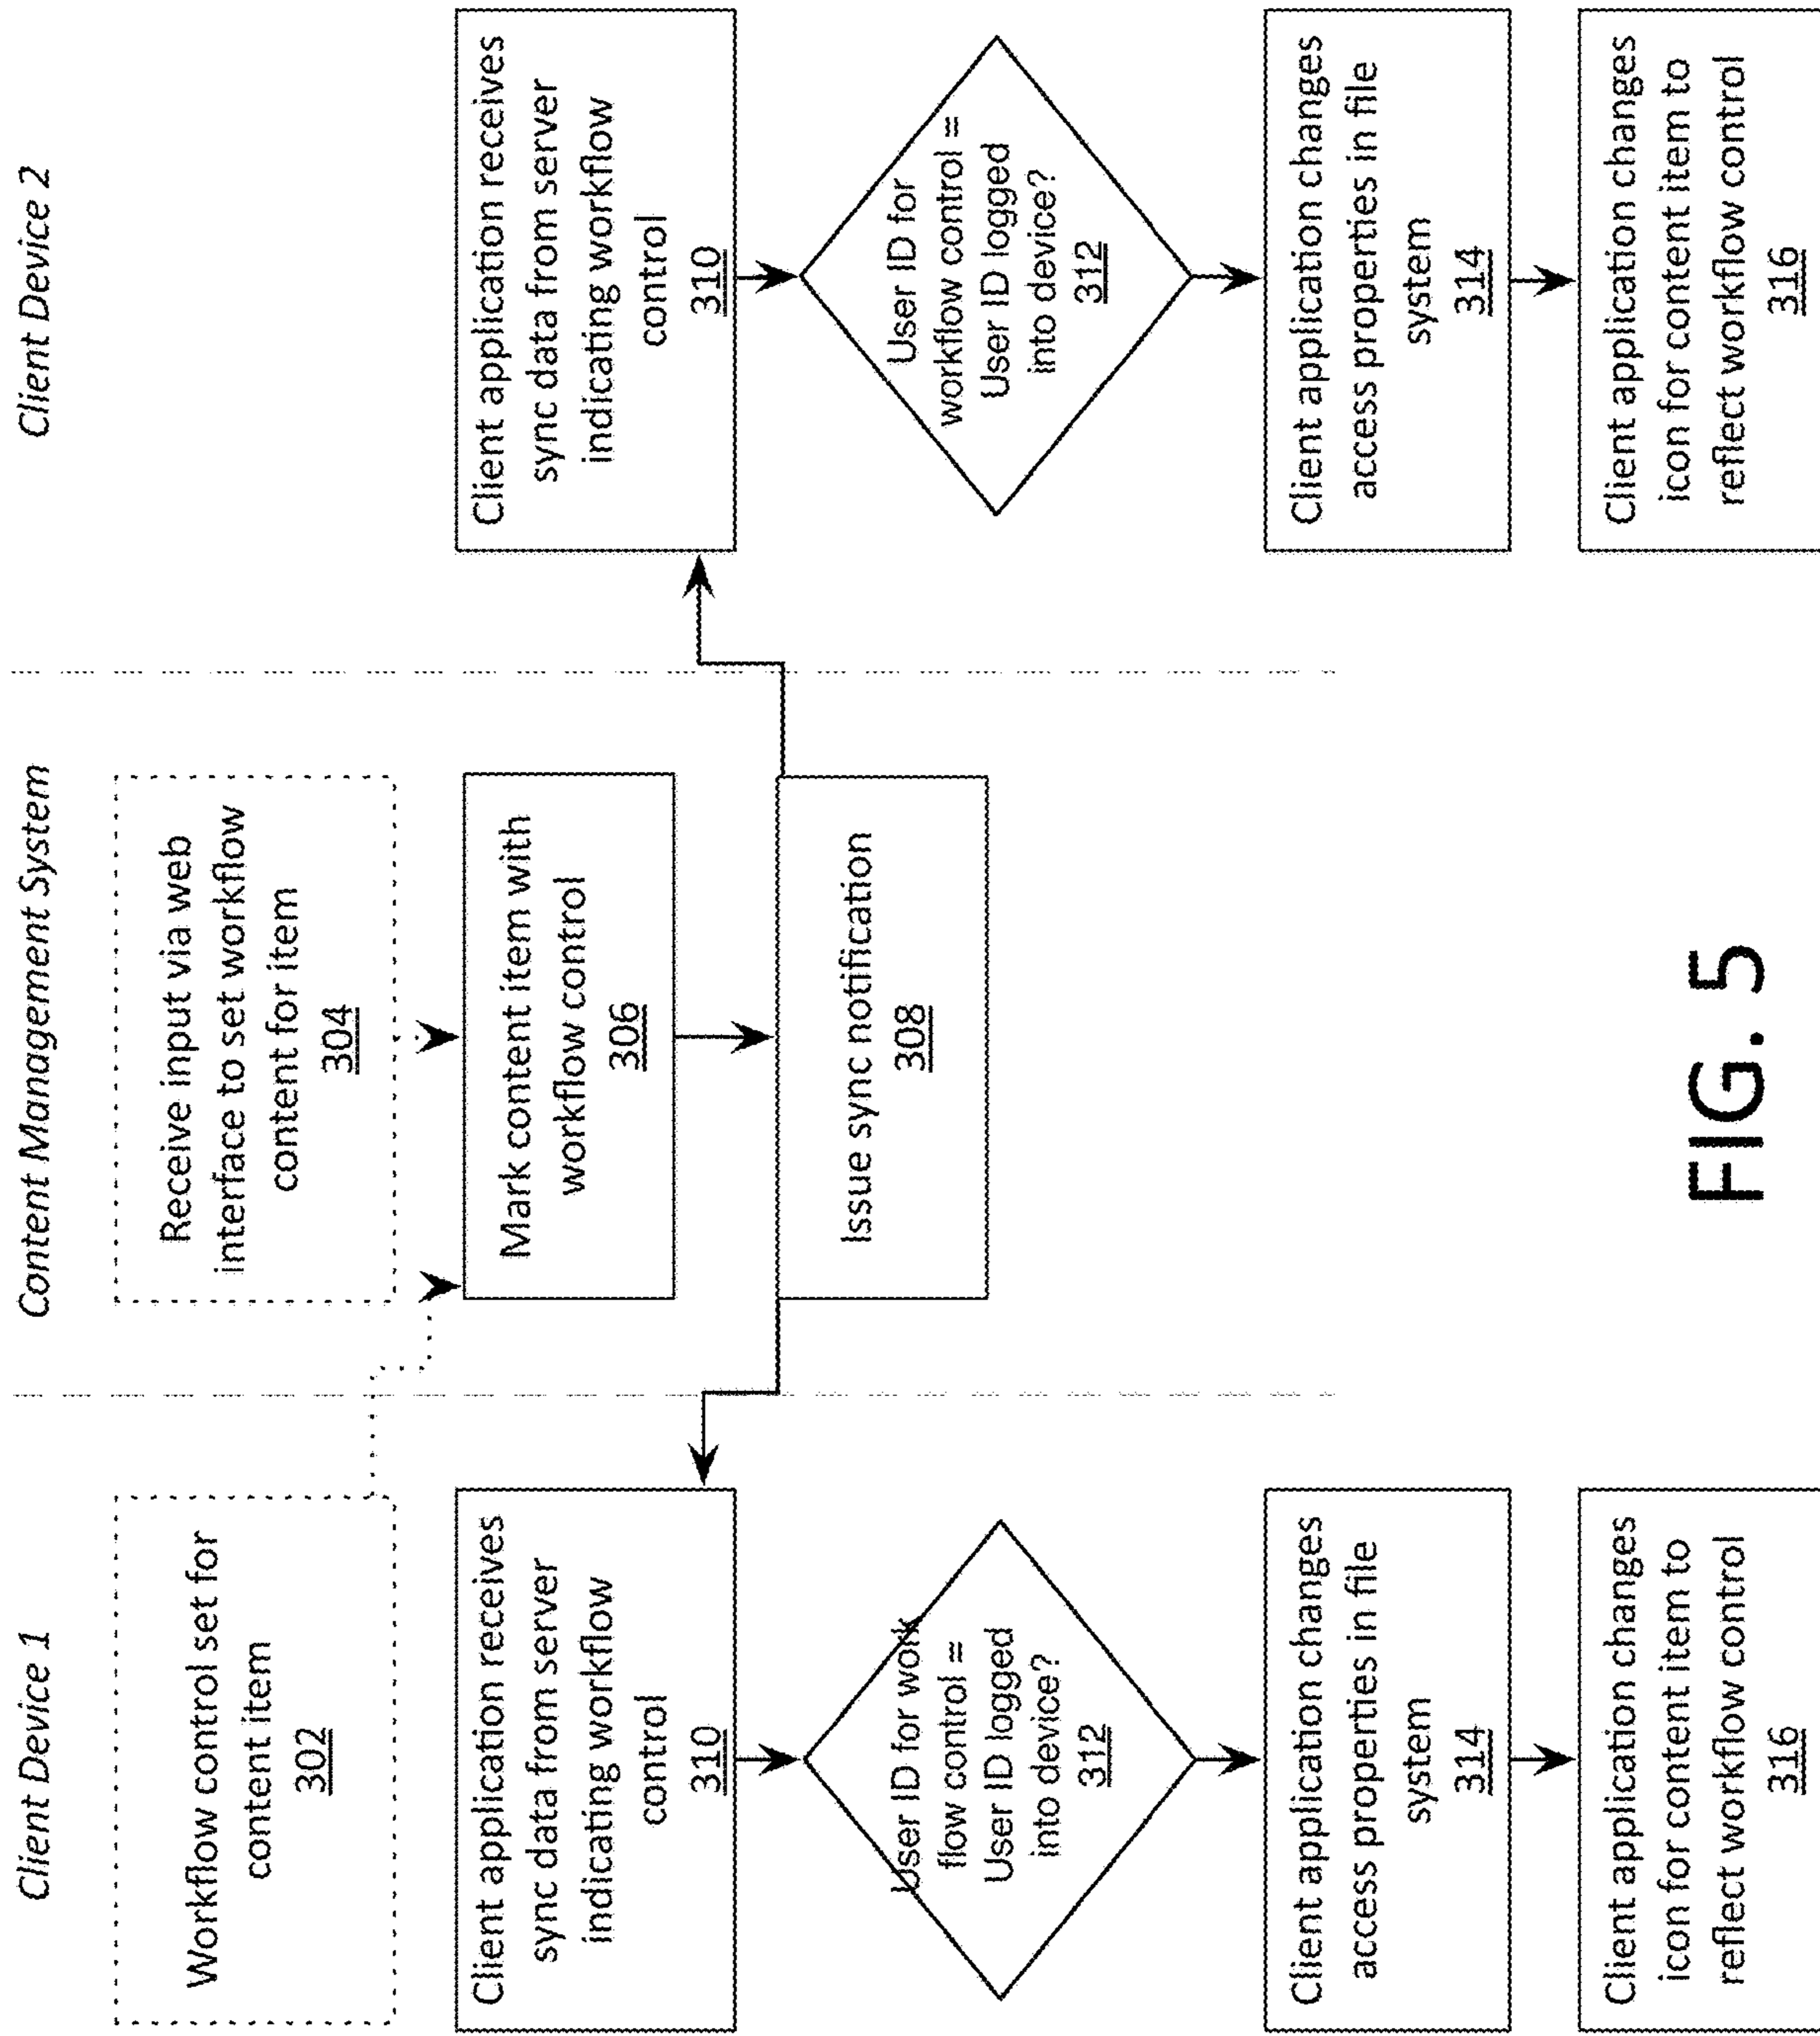 Client Device 1
Content Management System
Client Device 2
Workflow control set for
content item
302
Receive input via web
interface to set workflow
content for item
304
Mark content item with
workflow control
306
Issue sync notification
308
Client application receives
sync data from server
indicating workflow
control
310
User ID for work
flow control =
User ID logged
into device?
312
Client application changes
access properties in file
system
314
Client application changes
icon for content item to
reflect workflow control
316
Client application receives
sync data from server
indicating workflow
control
310
User ID for
workflow control =
User ID logged
into device?
312
Client application changes
access properties in file
system
314
Client application changes
icon for content item to
reflect workflow control
316
FIG. 5